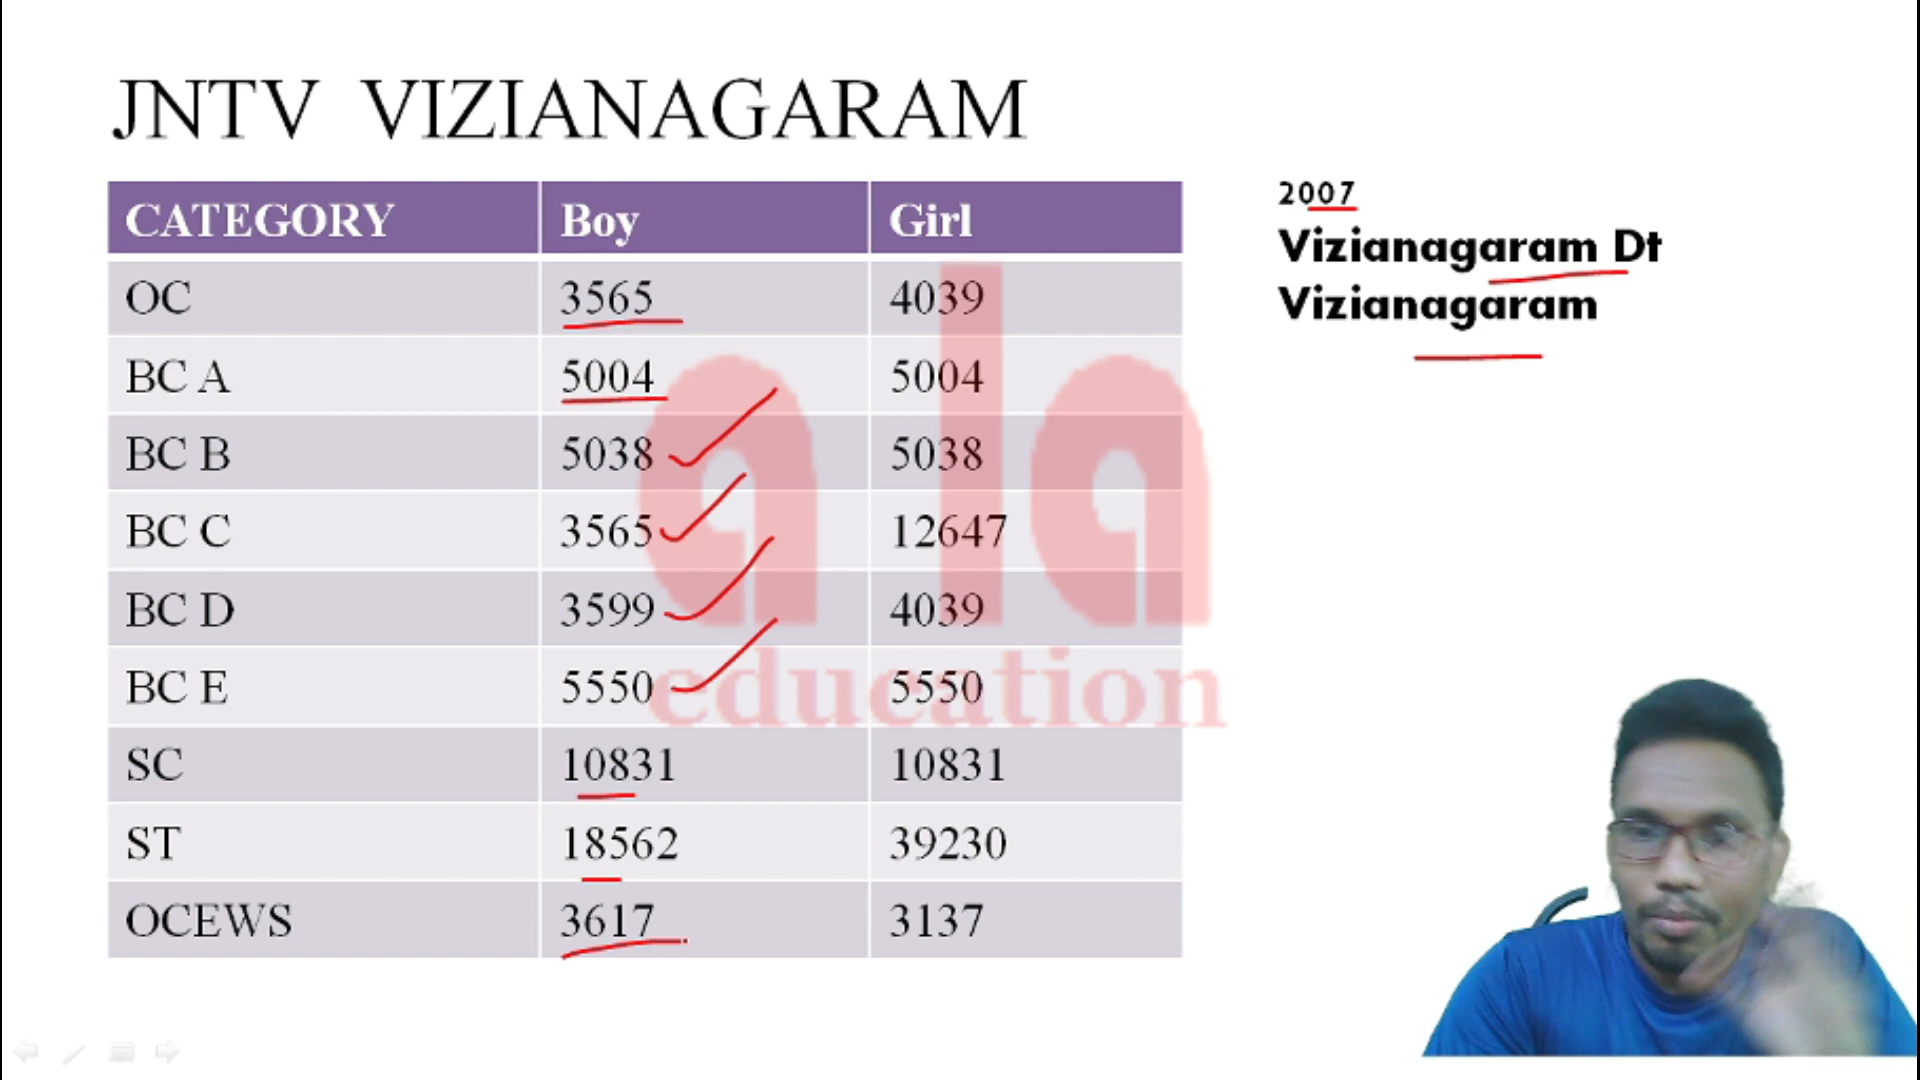 JNTV VIZIANAGARAM
CATEGORY Boy Girl
OC 3565 4039
BC A 5004 5004
BC B 5038 5038
BC C 3565 12647
BC D 3599 4039
BC E 5550 5550
SC 10831 10831
ST 18562 39230
OCEWS 3617 3137
2007
Vizianagaram Dt
Vizianagaram
ala
education